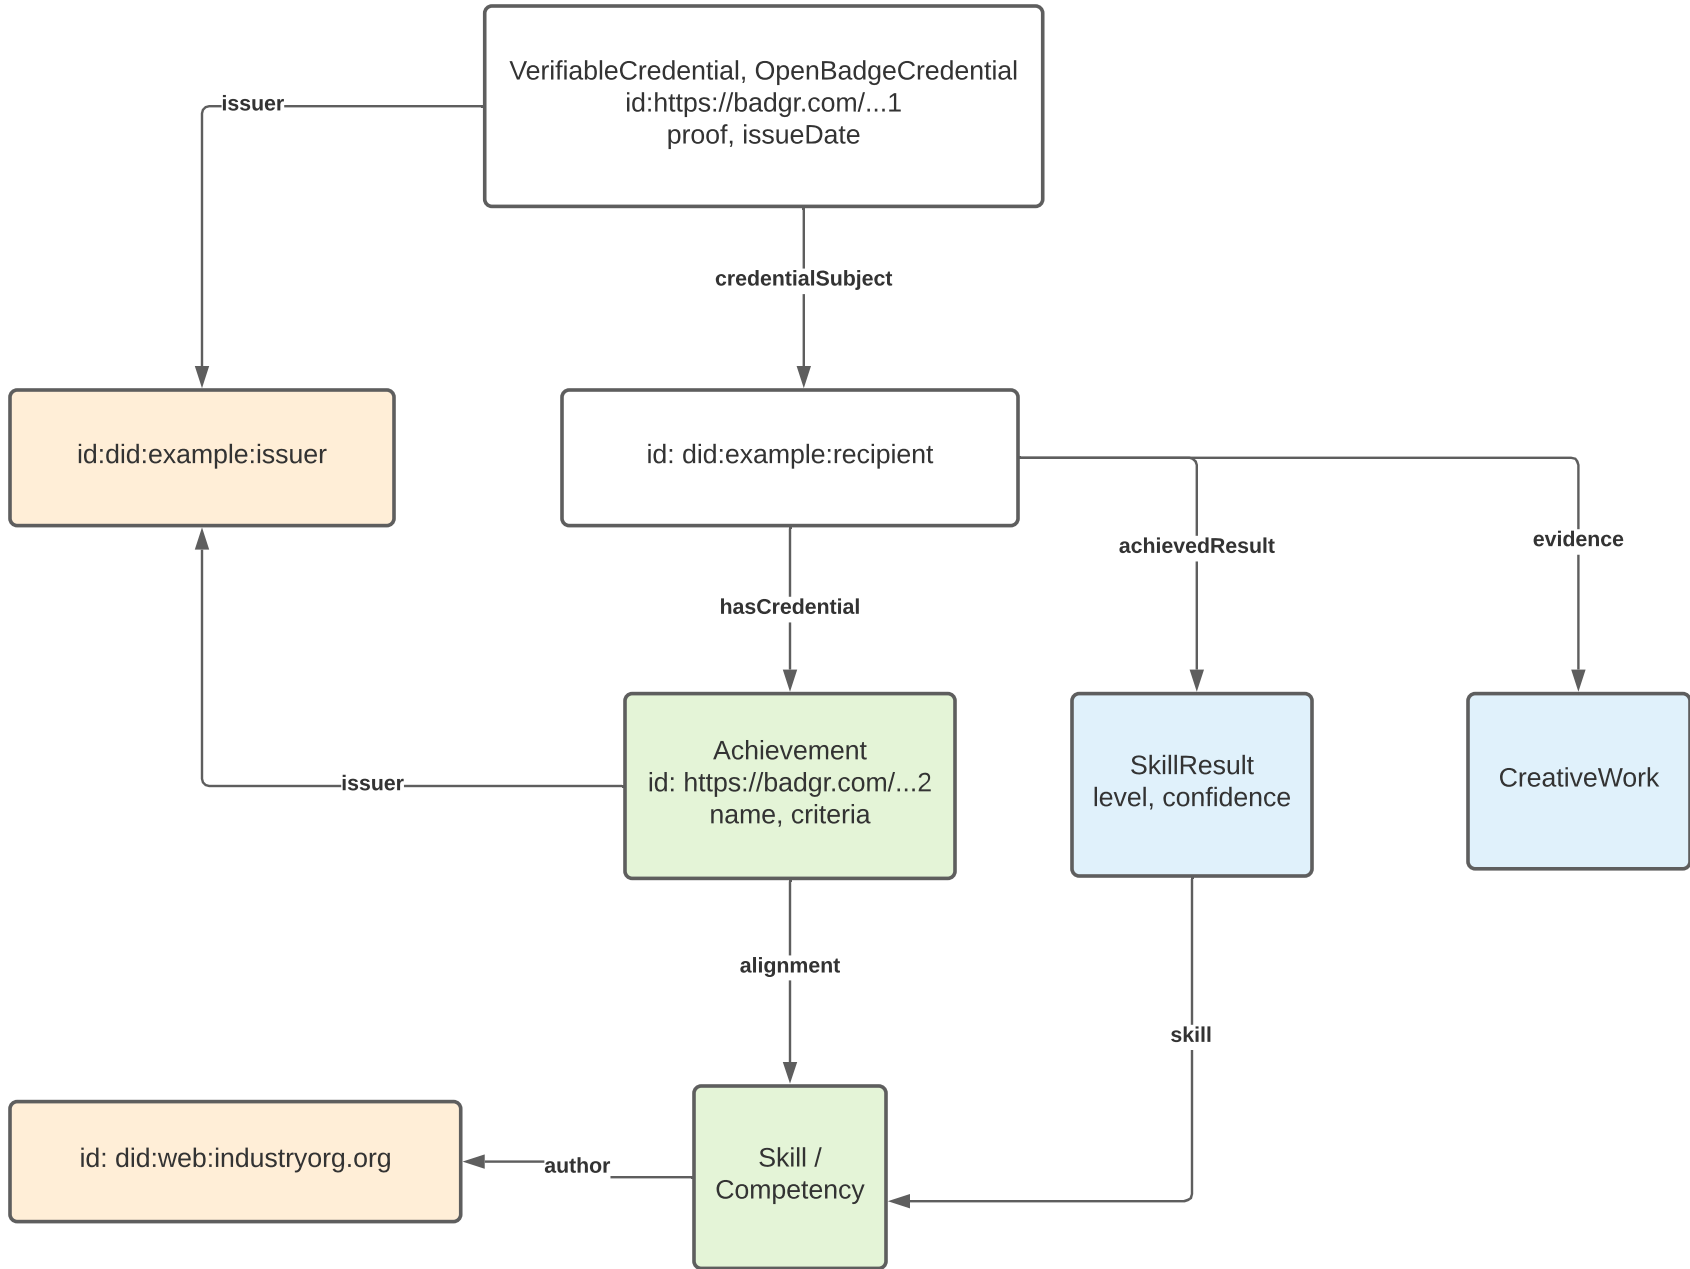 VerifiableCredential, OpenBadgeCredential
id:https://badgr.com/...1
proof, issueDate
issuer
credentialSubject
id:did:example:issuer
id: did:example:recipient
achievedResult
evidence
hasCredential
Achievement
id: https://badgr.com/...2
name, criteria
SkillResult
level, confidence
CreativeWork
issuer
alignment
skill
id: did:web:industryorg.org
author
Skill /
Competency